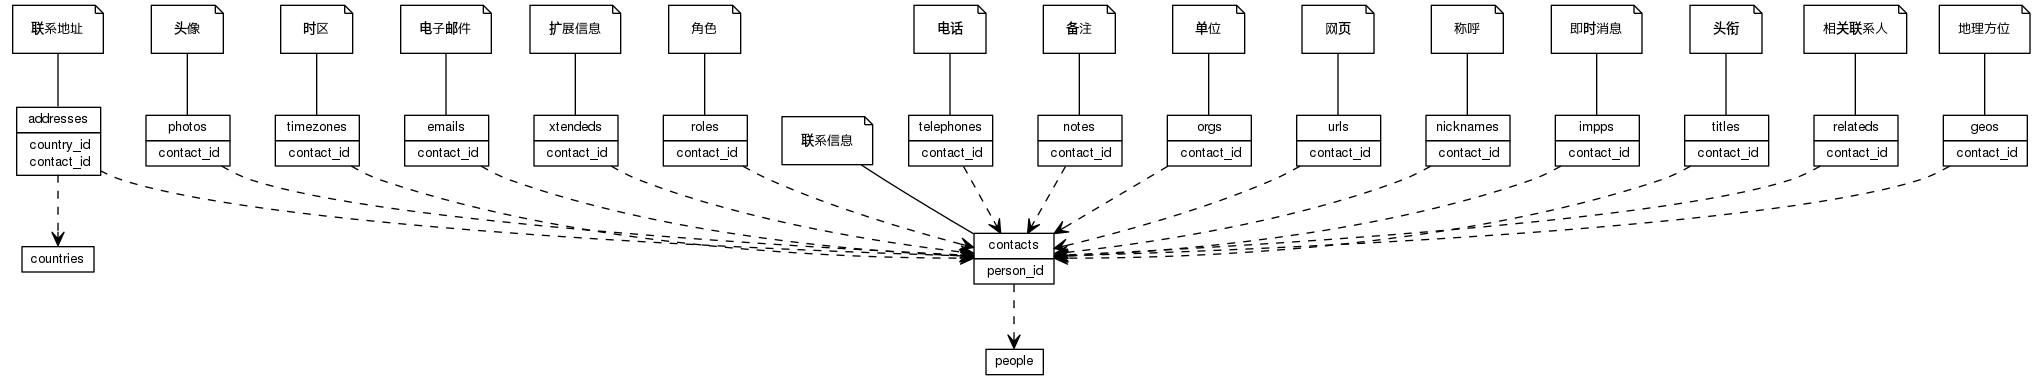 联系地址
头像
时区
电子邮件
扩展信息
角色
电话
备注
单位
网页
称呼
即时消息
头衔
相关联系人
地理方位
addresses
country_id
contact_id
photos
contact_id
timezones
contact_id
emails
contact_id
xtendeds
contact_id
roles
contact_id
联系信息
telephones
contact_id
notes
contact_id
orgs
contact_id
urls
contact_id
nicknames
contact_id
impps
contact_id
titles
contact_id
relateds
contact_id
geos
contact_id
countries
contacts
person_id
people